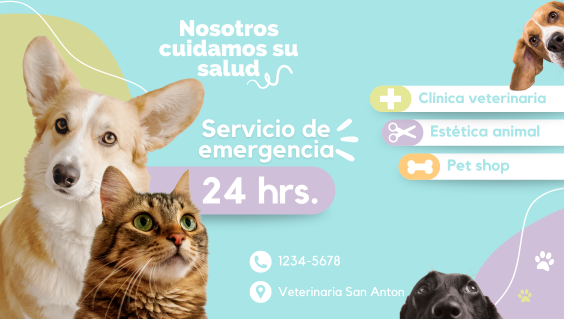 Nosotros
cuidamos su
salud
Servicio de
emergencia
24 hrs.
Clínica veterinaria
Estética animal
Pet shop
1234-5678
Veterinaria San Anton